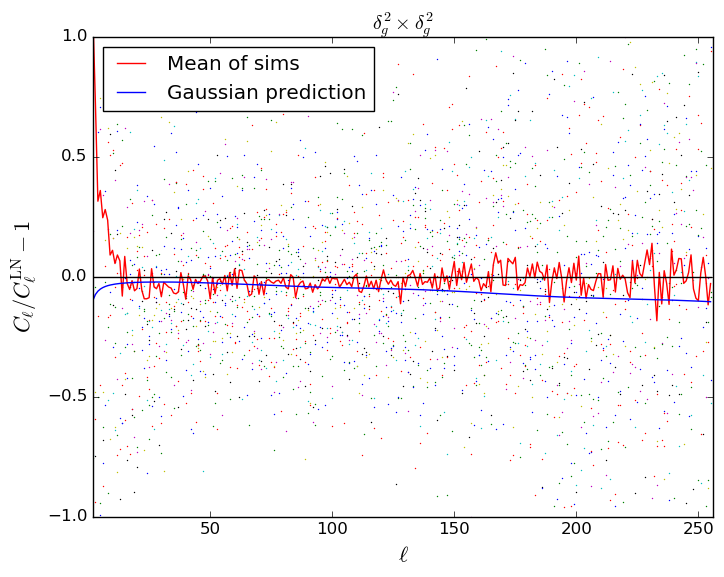 δ_g^2 × δ_g^2
1.0
Mean of sims
Gaussian prediction
0.5
0.0
−0.5
−1.0
C_ℓ/C_ℓ^LN − 1
50
100
150
200
250
ℓ